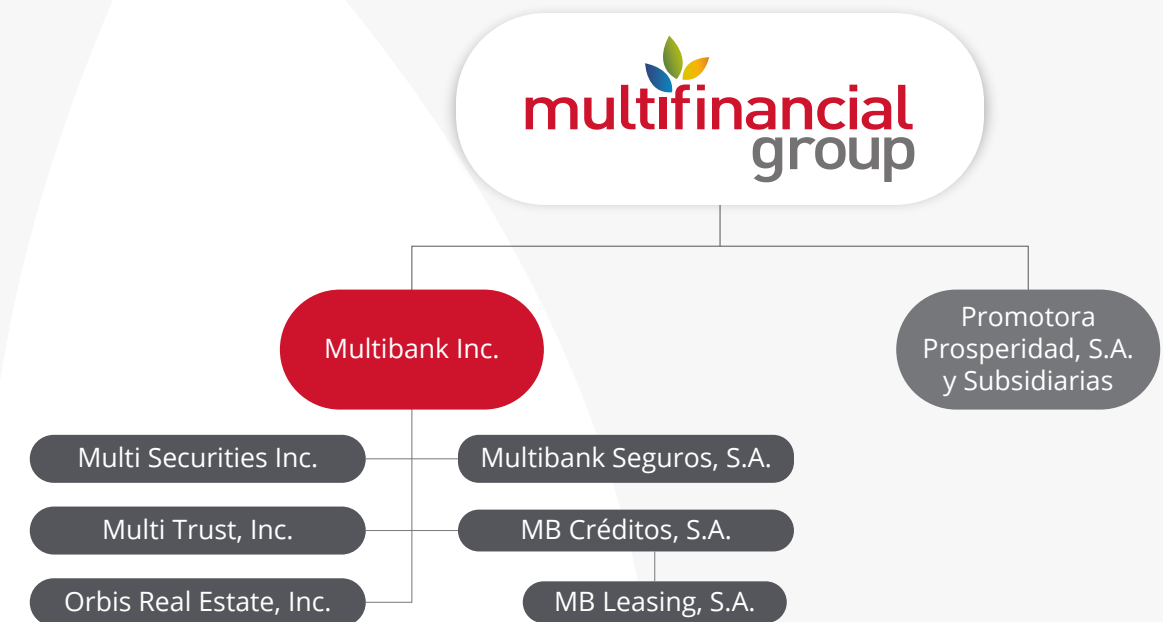 multifinancial
group
Multibank Inc.
Promotora
Prosperidad, S.A.
y Subsidiarias
Multi Securities Inc.
Multibank Seguros, S.A.
Multi Trust, Inc.
MB Créditos, S.A.
Orbis Real Estate, Inc.
MB Leasing, S.A.